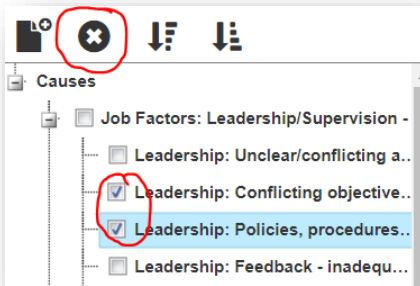 Causes
Job Factors: Leadership/Supervision -
Leadership: Unclear/conflicting a..
Leadership: Conflicting objective..
Leadership: Policies, procedures..
Leadership: Feedback - inadequ...